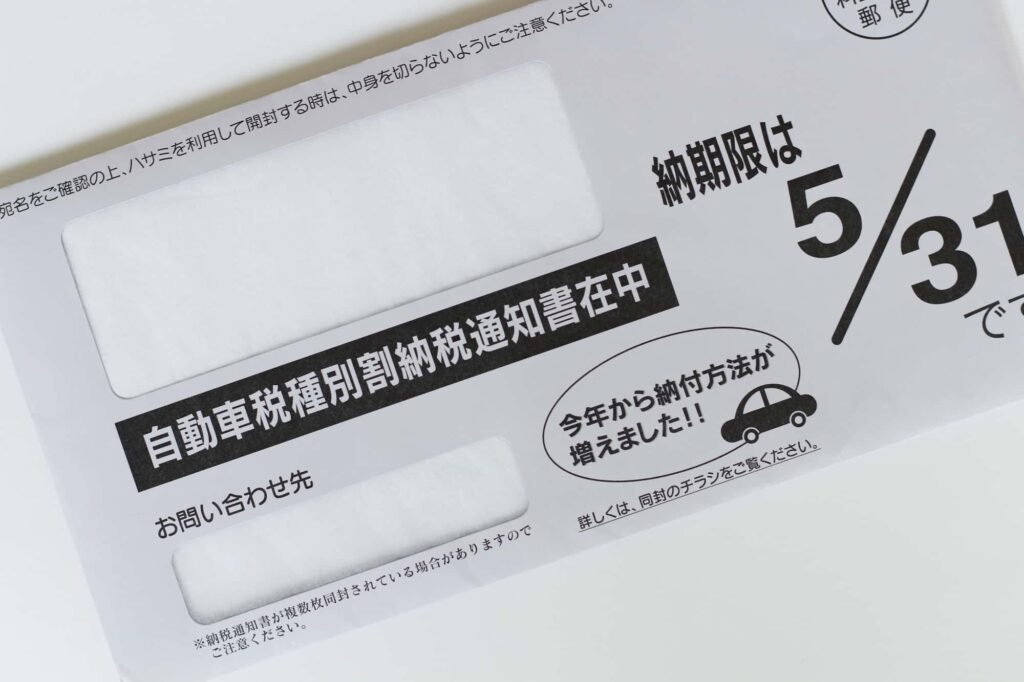 宛名をご確認の上、ハサミを利用して開封する時は、中身を切らないようにご注意ください。
郵便
納期限は
5/31
です
自動車税種別割納税通知書在中
今年から納付方法が
増えました!!
詳しくは、同封のチラシをご覧ください。
お問い合わせ先
※納税通知書が複数枚同封されている場合がありますので
ご注意ください。